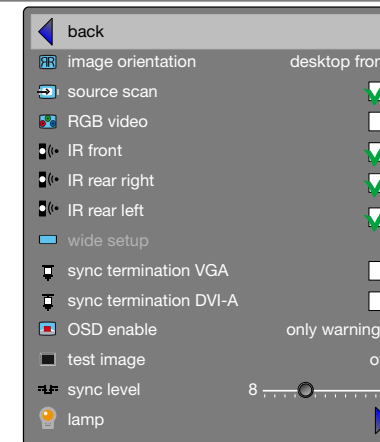 back
image orientation desktop fron
source scan
RGB video
IR front
IR rear right
IR rear left
wide setup
sync termination VGA
sync termination DVI-A
OSD enable only warning
test image o
sync level 8
lamp